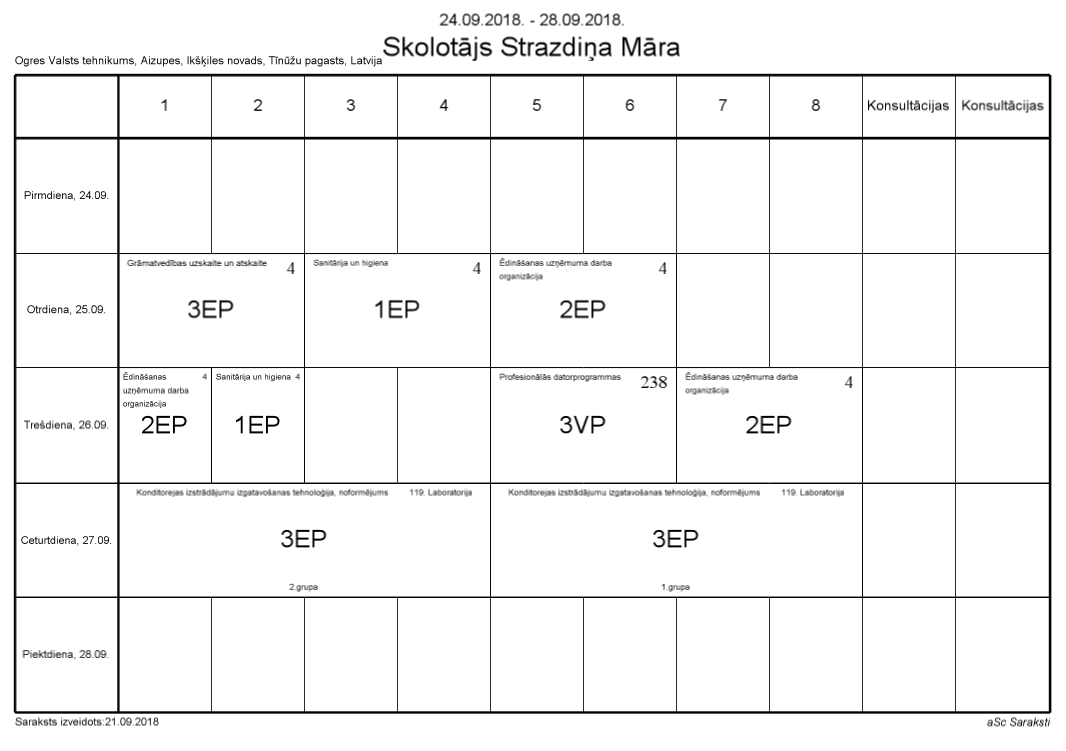 24.09.2018. - 28.09.2018.
Skolotājs Strazdiņa Māra
Ogres Valsts tehnikums, Aizupes, Ikšķiles novads, Tīnūžu pagasts, Latvija
1 2 3 4 5 6 7 8 Konsultācijas Konsultācijas
Pirmdiena, 24.09.
Otrdiena, 25.09.
Grāmatvedības uzskaite un atskaite 4
3EP
Sanitārija un higiena 4
1EP
Ēdināšanas uzņēmuma darba 4
organizācija
2EP
Trešdiena, 26.09.
Ēdināšanas 4
uzņēmuma darba
organizācija
2EP
Sanitārija un higiena 4
1EP
Profesionālās datorprogrammas 238
3VP
Ēdināšanas uzņēmuma darba 4
organizācija
2EP
Ceturtdiena, 27.09.
Konditorejas izstrādājumu izgatavošanas tehnoloģija, noformējums 119. Laboratorija
3EP
2.grupa
Konditorejas izstrādājumu izgatavošanas tehnoloģija, noformējums 119. Laboratorija
3EP
1.grupa
Piektdiena, 28.09.
Saraksts izveidots:21.09.2018
aSc Saraksti